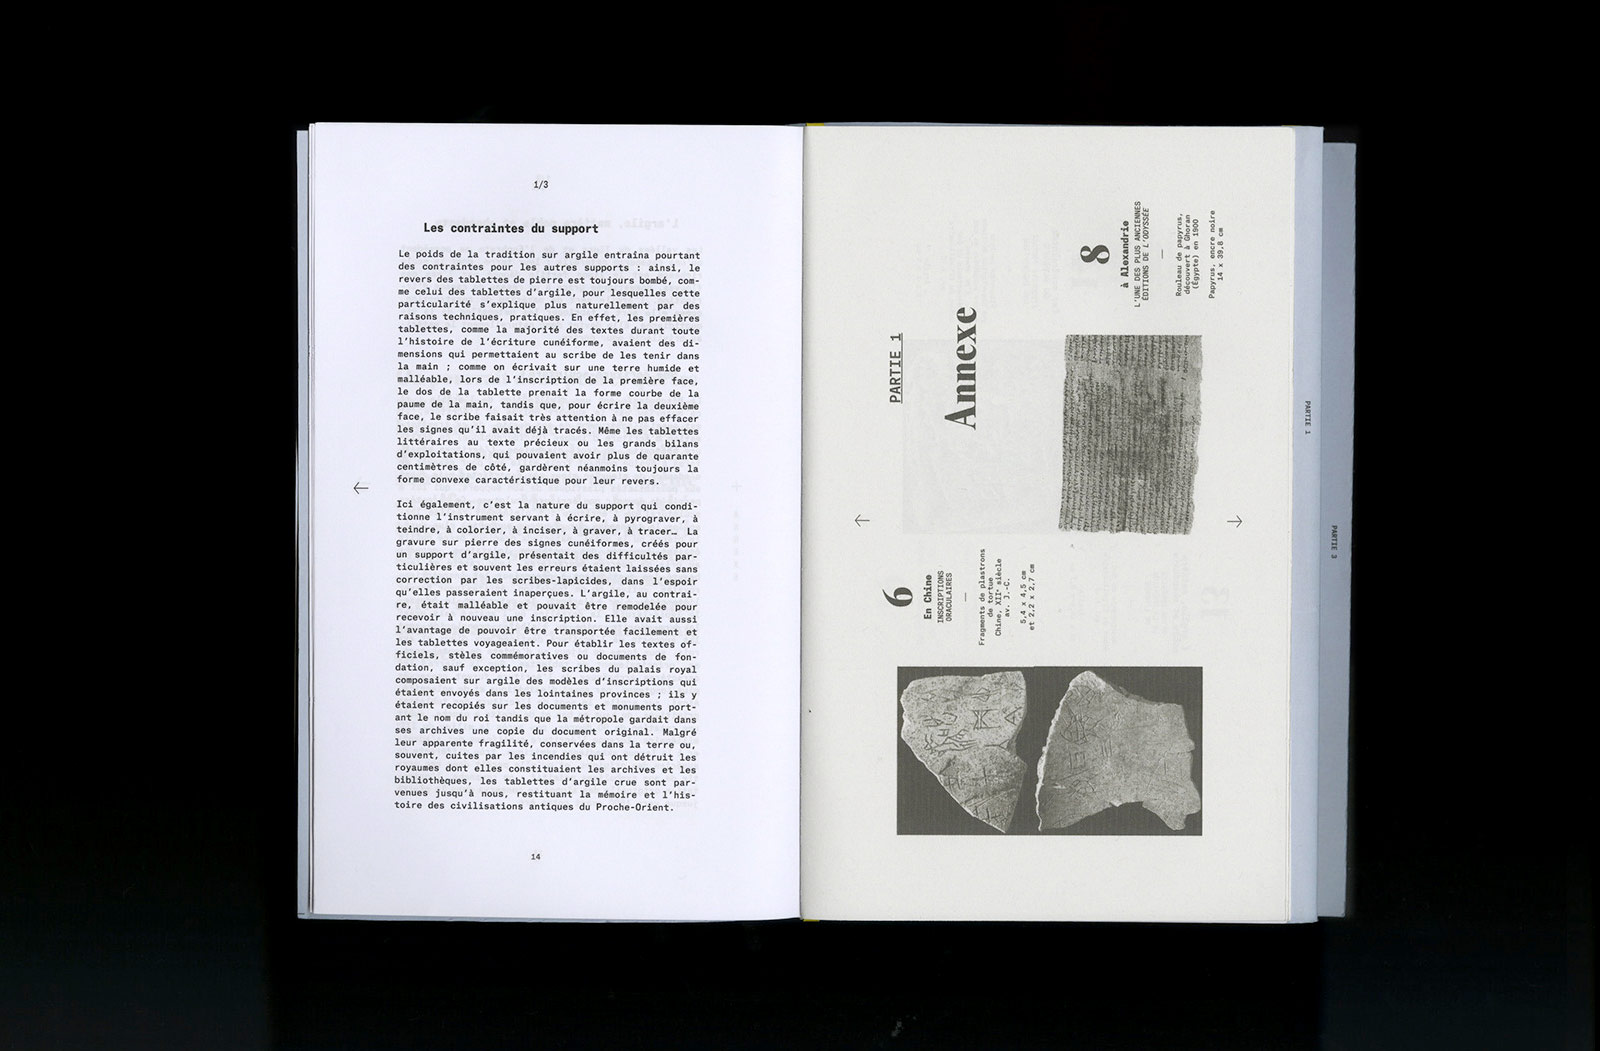 1/3
Les contraintes du support
Le poids de la tradition sur argile entraîna pourtant
des contraintes pour les autres supports : ainsi, le
revers des tablettes de pierre est toujours bombé, com-
me celui des tablettes d'argile, pour lesquelles cette
particularité s'explique plus naturellement par des
raisons techniques, pratiques. En effet, les premières
tablettes, comme la majorité des textes durant toute
l'histoire de l'écriture cunéiforme, avaient des di-
mensions qui permettaient au scribe de les tenir dans
la main ; comme on écrivait sur une terre humide et
malléable, lors de l'inscription de la première face,
le dos de la tablette prenait la forme courbe de la
paume de la main, tandis que, pour écrire la deuxième
face, le scribe faisait très attention à ne pas effacer
les signes qu'il avait déjà tracés. Même les tablettes
littéraires au texte précieux ou les grands bilans
d'exploitations, qui pouvaient avoir plus de quarante
centimètres de côté, gardèrent néanmoins toujours la
forme convexe caractéristique pour leur revers.
Ici également, c'est la nature du support qui condi-
tionne l'instrument servant à écrire, à pyrograver, à
teindre, à colorier, à inciser, à graver, à tracer… La
gravure sur pierre des signes cunéiformes, créés pour
un support d'argile, présentait des difficultés par-
ticulières et souvent les erreurs étaient laissées sans
correction par les scribes-lapicides, dans l'espoir
qu'elles passeraient inaperçues. L'argile, au contrai-
re, était malléable et pouvait être remodelée pour
recevoir à nouveau une inscription. Elle avait aussi
l'avantage de pouvoir être transportée facilement et
les tablettes voyageaient. Pour établir les textes of-
ficiels, stèles commémoratives ou documents de fon-
dation, sauf exception, les scribes du palais royal
composaient sur argile des modèles d'inscriptions qui
étaient envoyés dans les lointaines provinces ; ils y
étaient recopiés sur les documents et monuments port-
ant le nom du roi tandis que la métropole gardait dans
ses archives une copie du document original. Malgré
leur apparente fragilité, conservées dans la terre ou,
souvent, cuites par les incendies qui ont détruit les
royaumes dont elles constituaient les archives et les
bibliothèques, les tablettes d'argile crue sont par-
venues jusqu'à nous, restituant la mémoire et l'his-
toire des civilisations antiques du Proche-Orient.
14
PARTIE 1
Annexe
6
En Chine
INSCRIPTIONS
ORACULAIRES
—
Fragments de plastrons
de tortue
Chine, XIIe siècle
av. J.-C.
5,4 x 4,5 cm
et 2,2 x 2,7 cm
8
à Alexandrie
L'UNE DES PLUS ANCIENNES
ÉDITIONS DE L'ODYSSÉE
—
Rouleau de papyrus,
découvert à Ghoran
(Égypte) en 1900
Papyrus, encre noire
14 x 39,8 cm
PARTIE 1
PARTIE 3